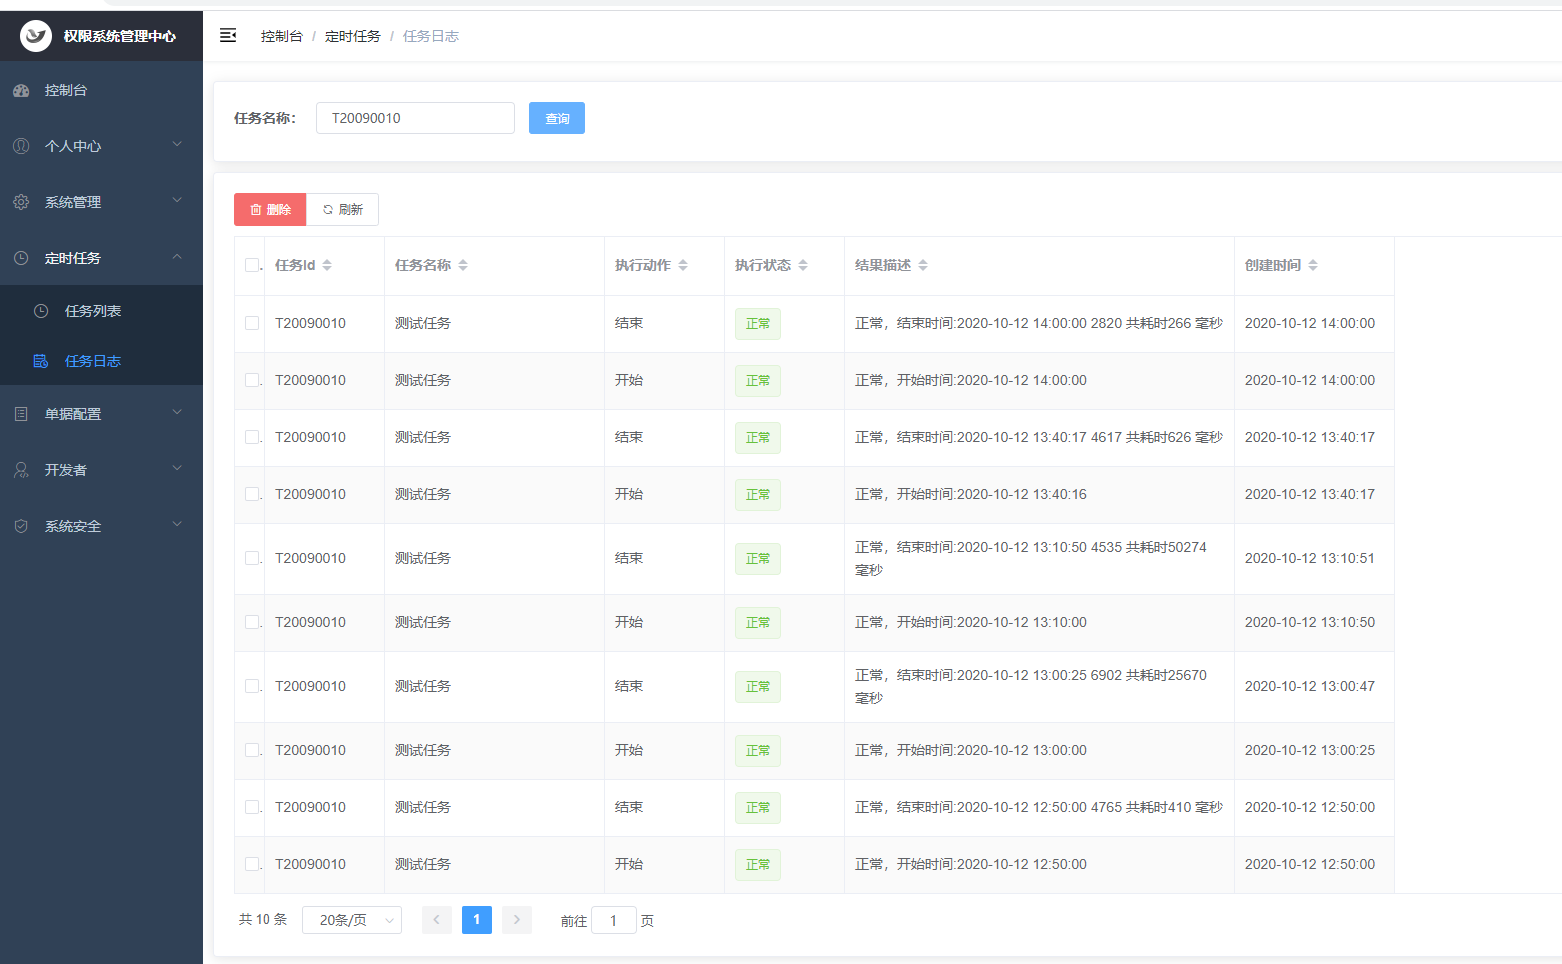 权限系统管理中心
控制台 / 定时任务 / 任务日志
控制台
个人中心
系统管理
定时任务
任务列表
任务日志
单据配置
开发者
系统安全
任务名称： T20090010 查询
删除 刷新
任务Id 任务名称 执行动作 执行状态 结果描述 创建时间
T20090010 测试任务 结束 正常 正常，结束时间:2020-10-12 14:00:00 2820 共耗时266 毫秒 2020-10-12 14:00:00
T20090010 测试任务 开始 正常 正常，开始时间:2020-10-12 14:00:00 2020-10-12 14:00:00
T20090010 测试任务 结束 正常 正常，结束时间:2020-10-12 13:40:17 4617 共耗时626 毫秒 2020-10-12 13:40:17
T20090010 测试任务 开始 正常 正常，开始时间:2020-10-12 13:40:16 2020-10-12 13:40:17
T20090010 测试任务 结束 正常 正常，结束时间:2020-10-12 13:10:50 4535 共耗时50274
毫秒 2020-10-12 13:10:51
T20090010 测试任务 开始 正常 正常，开始时间:2020-10-12 13:10:00 2020-10-12 13:10:50
T20090010 测试任务 结束 正常 正常，结束时间:2020-10-12 13:00:25 6902 共耗时25670
毫秒 2020-10-12 13:00:47
T20090010 测试任务 开始 正常 正常，开始时间:2020-10-12 13:00:00 2020-10-12 13:00:25
T20090010 测试任务 结束 正常 正常，结束时间:2020-10-12 12:50:00 4765 共耗时410 毫秒 2020-10-12 12:50:00
T20090010 测试任务 开始 正常 正常，开始时间:2020-10-12 12:50:00 2020-10-12 12:50:00
共 10 条 20条/页 1 前往 1 页